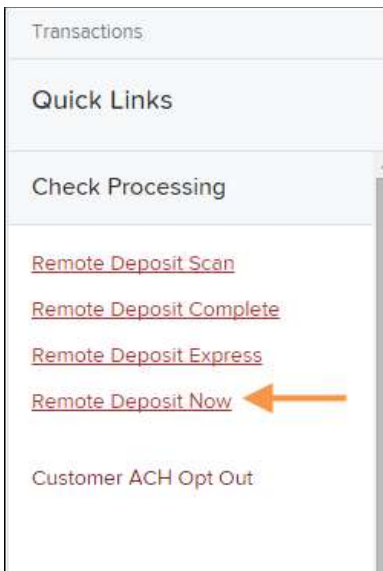 Transactions
Quick Links
Check Processing
Remote Deposit Scan
Remote Deposit Complete
Remote Deposit Express
Remote Deposit Now
Customer ACH Opt Out